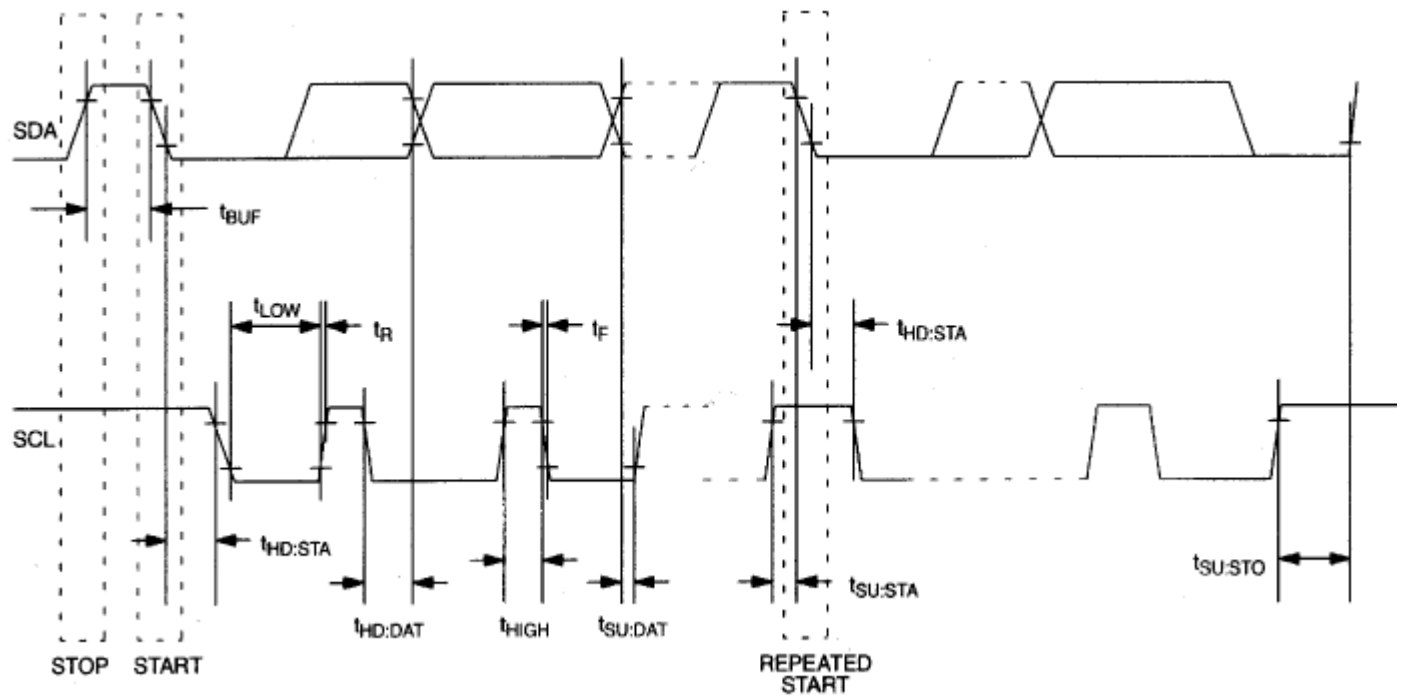 SDA
tBUF
tLOW
tR
tF
tHD:STA
SCL
tHD:STA
tSU:STA
tSU:STO
tHD:DAT
tHIGH
tSU:DAT
STOP
START
REPEATED
START